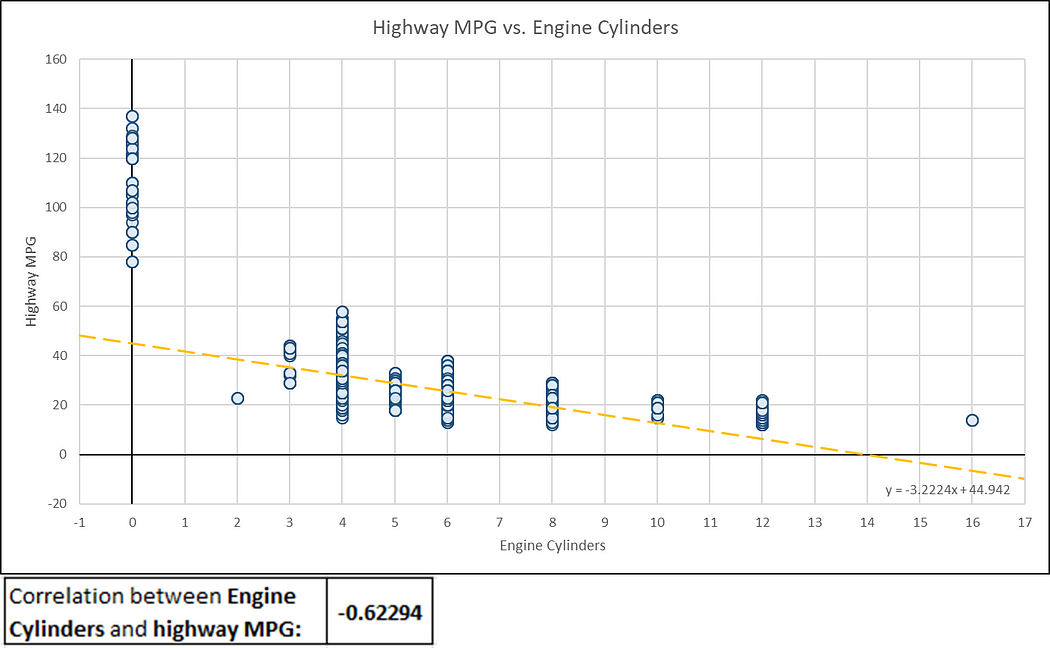 Highway MPG vs. Engine Cylinders
160
140
120
100
80
60
40
20
0
-20
Highway MPG
y = -3.2224x + 44.942
-1 0 1 2 3 4 5 6 7 8 9 10 11 12 13 14 15 16 17
Engine Cylinders
Correlation between Engine
Cylinders and highway MPG:
-0.62294